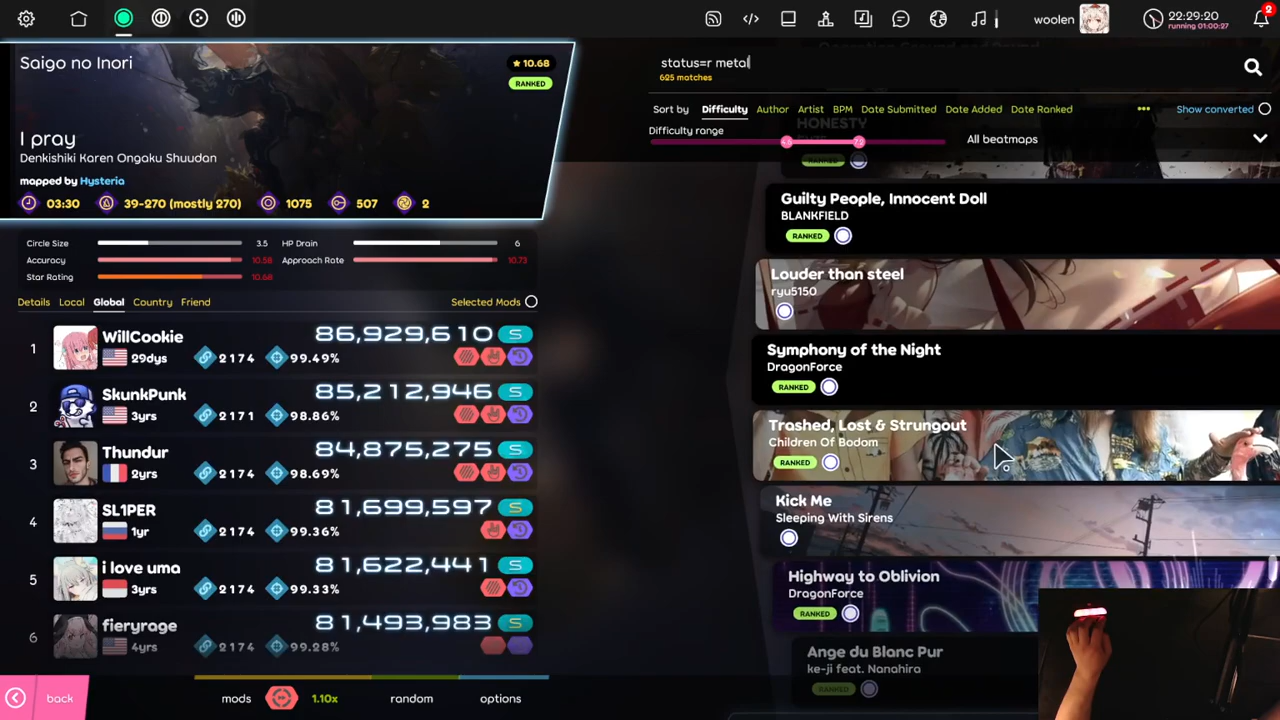 woolen
22:29:20
running 01:00:27
2
Saigo no Inori
10.68
RANKED
I pray
Denkishiki Karen Ongaku Shuudan
mapped by Hysteria
03:30
39-270 (mostly 270)
1075
507
2
Circle Size 3.5
HP Drain 6
Accuracy 10.58
Approach Rate 10.73
Star Rating 10.68
Details Local Global Country Friend
Selected Mods
1
WillCookie
29dys
86,929,610
S
2174
99.49%
2
SkunkPunk
3yrs
85,212,946
S
2171
98.86%
3
Thundur
2yrs
84,875,275
S
2174
98.69%
4
SL1PER
1yr
81,699,597
S
2174
99.36%
5
i love uma
3yrs
81,622,441
S
2174
99.33%
6
fieryrage
4yrs
81,493,983
S
2174
99.28%
back
mods
1.10x
random
options
status=r metal
625 matches
Sort by Difficulty Author Artist BPM Date Submitted Date Added Date Ranked
Show converted
Difficulty range
4.0
7.0
All beatmaps
HONESTY
RANKED
Guilty People, Innocent Doll
BLANKFIELD
RANKED
Louder than steel
ryu5150
Symphony of the Night
DragonForce
RANKED
Trashed, Lost & Strungout
Children Of Bodom
RANKED
Kick Me
Sleeping With Sirens
Highway to Oblivion
DragonForce
RANKED
Ange du Blanc Pur
ke-ji feat. Nanahira
RANKED